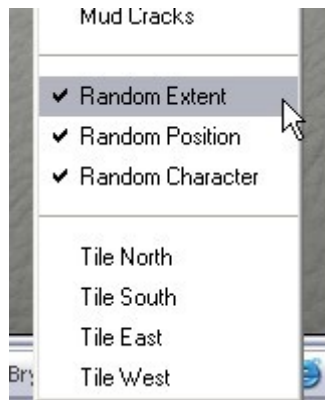 Mud Cracks
Random Extent
Random Position
Random Character
Tile North
Tile South
Tile East
Tile West